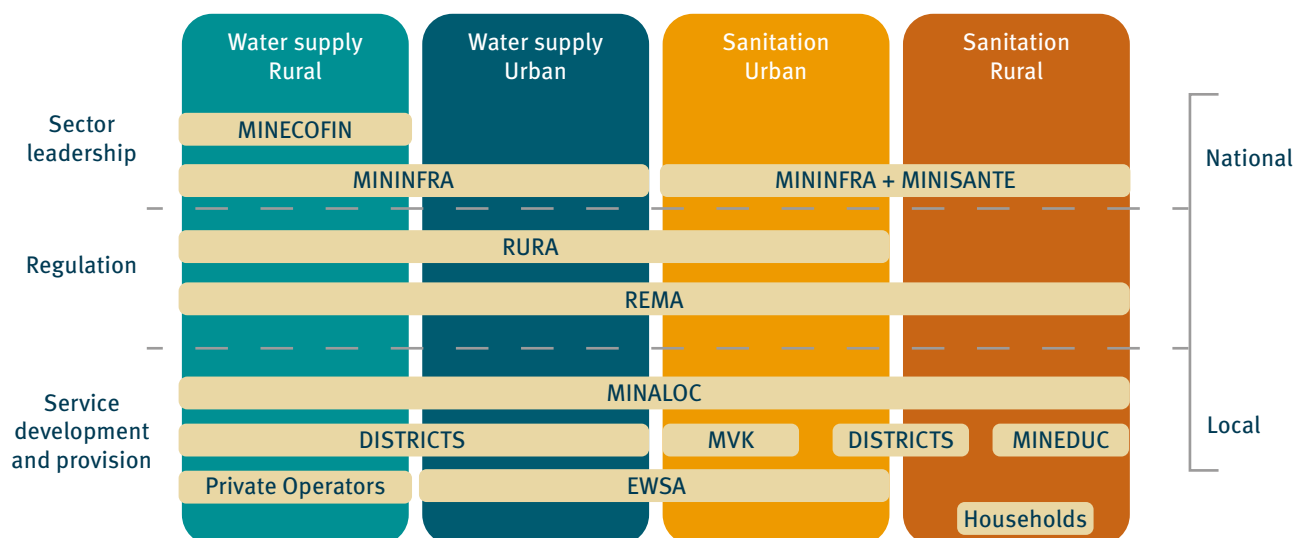 Water supply
Rural
Water supply
Urban
Sanitation
Urban
Sanitation
Rural
Sector
leadership
MINECOFIN
MININFRA
MININFRA + MINISANTE
National
Regulation
RURA
REMA
Service
development
and provision
MINALOC
DISTRICTS
MVK
DISTRICTS
MINEDUC
Local
Private Operators
EWSA
Households